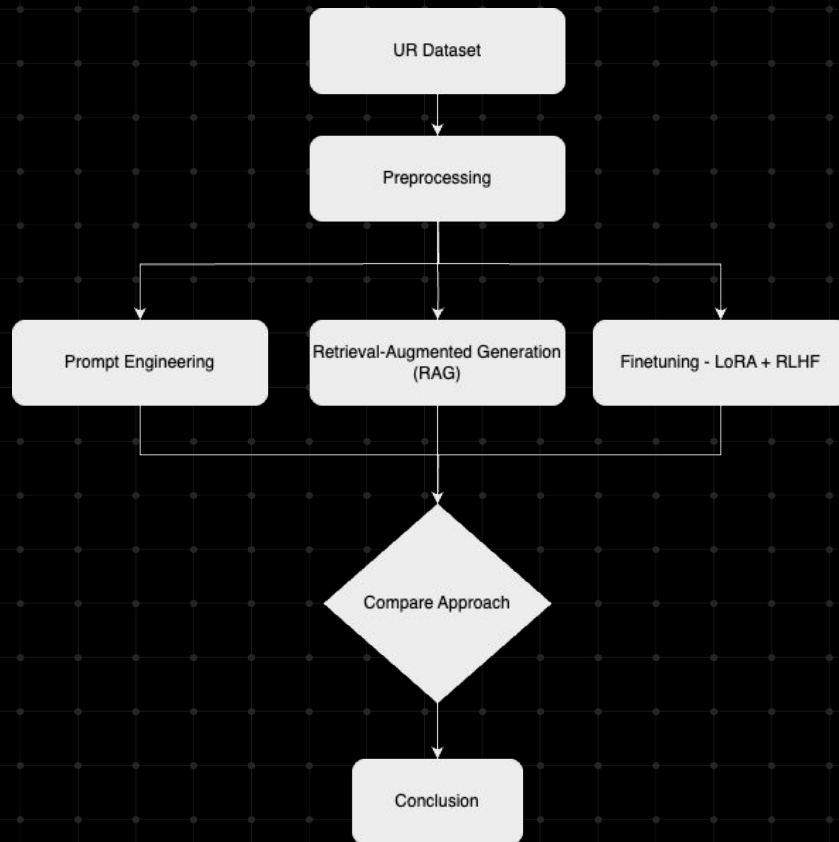 UR Dataset
Preprocessing
Prompt Engineering
Retrieval-Augmented Generation
(RAG)
Finetuning - LoRA + RLHF
Compare Approach
Conclusion